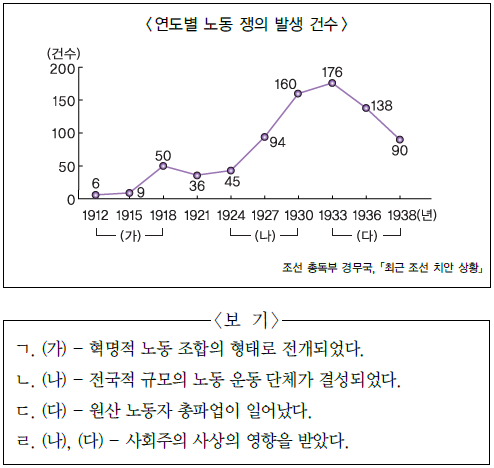 <연도별 노동 쟁의 발생 건수>
(건수)
200
150
100
50
0
6
9
50
36
45
94
160
176
138
90
1912 1915 1918 1921 1924 1927 1930 1933 1936 1938(년)
(가) (나) (다)
조선 총독부 경무국, 「최근 조선 치안 상황」
<보 기>
ㄱ. (가) - 혁명적 노동 조합의 형태로 전개되었다.
ㄴ. (나) - 전국적 규모의 노동 운동 단체가 결성되었다.
ㄷ. (다) - 원산 노동자 총파업이 일어났다.
ㄹ. (나), (다) - 사회주의 사상의 영향을 받았다.